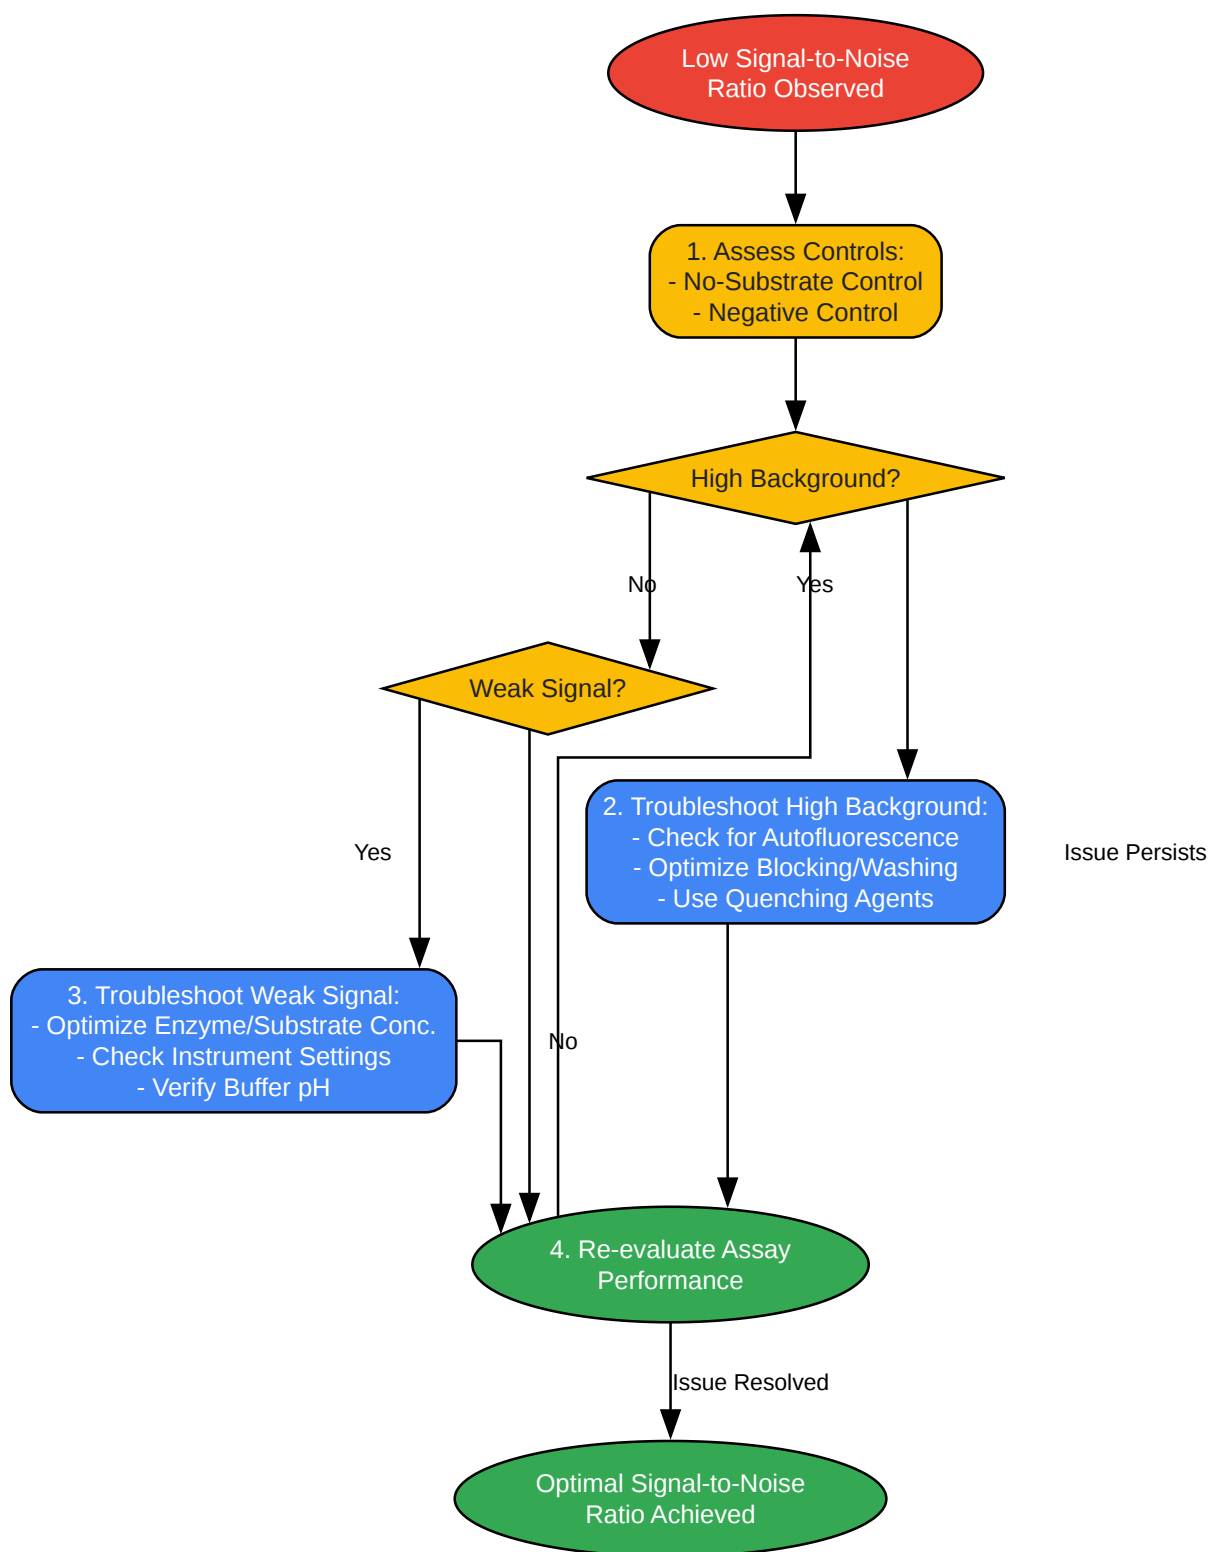 Low Signal-to-Noise
Ratio Observed
1. Assess Controls:
- No-Substrate Control
- Negative Control
High Background?
No
Yes
Weak Signal?
2. Troubleshoot High Background:
- Check for Autofluorescence
- Optimize Blocking/Washing
- Use Quenching Agents
Yes
Issue Persists
3. Troubleshoot Weak Signal:
- Optimize Enzyme/Substrate Conc.
- Check Instrument Settings
- Verify Buffer pH
No
4. Re-evaluate Assay
Performance
Issue Resolved
Optimal Signal-to-Noise
Ratio Achieved